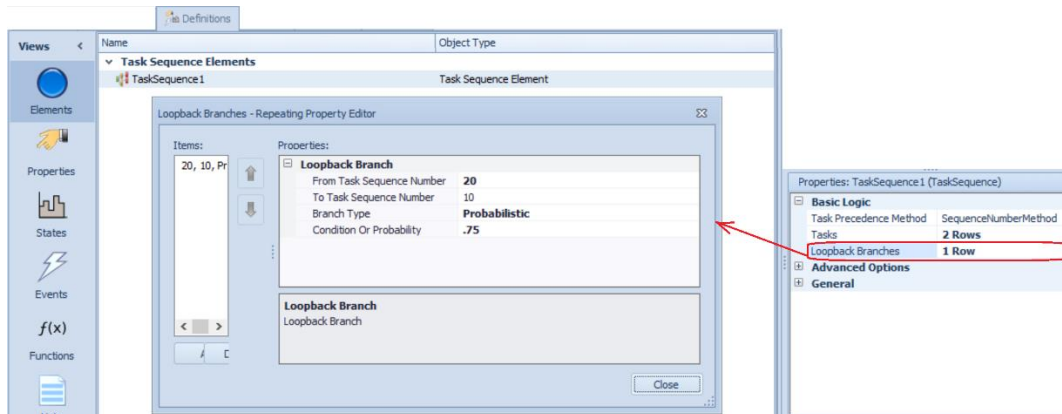 Definitions
Views <
Name Object Type
Task Sequence Elements
TaskSequence1 Task Sequence Element
Elements
Properties
States
Events
f(x)
Functions
Loopback Branches - Repeating Property Editor
Items:
20, 10, Pr
Properties:
Loopback Branch
From Task Sequence Number 20
To Task Sequence Number 10
Branch Type Probabilistic
Condition Or Probability .75
Loopback Branch
Loopback Branch
Close
Properties: TaskSequence1 (TaskSequence)
Basic Logic
Task Precedence Method SequenceNumberMethod
Tasks 2 Rows
Loopback Branches 1 Row
Advanced Options
General